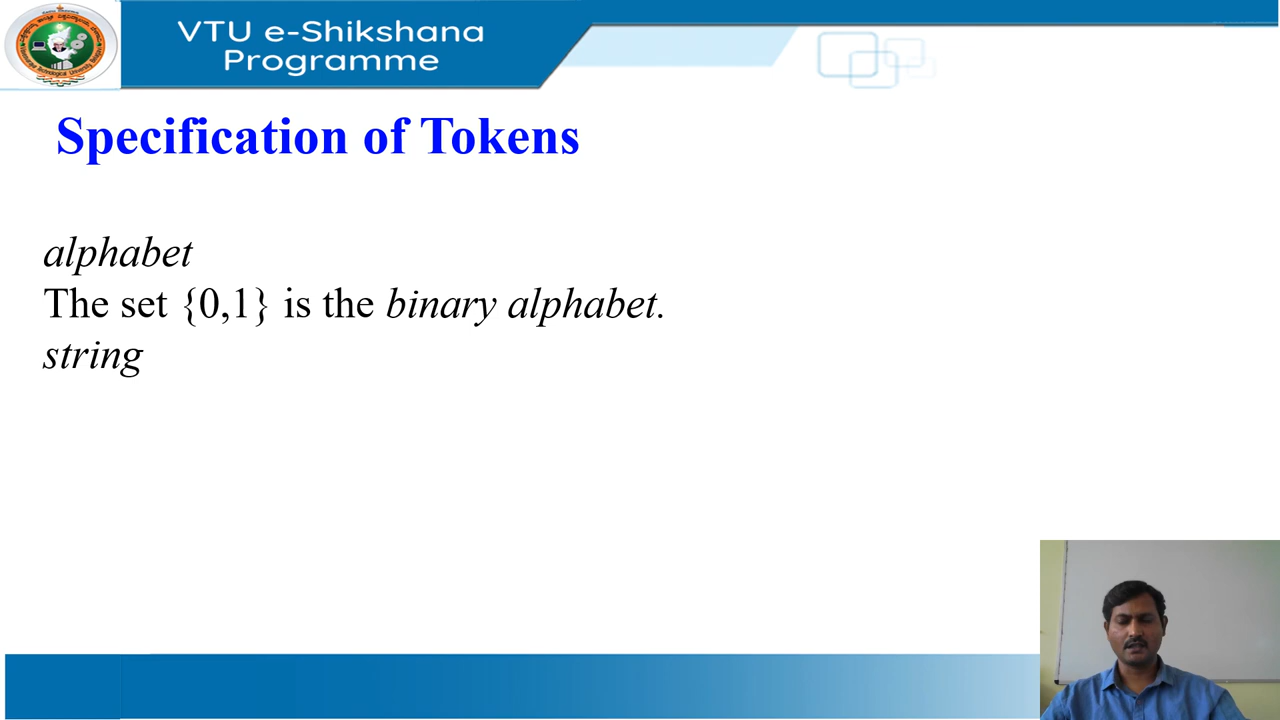 VTU e-Shikshana
Programme
Specification of Tokens
alphabet
The set {0,1} is the binary alphabet.
string